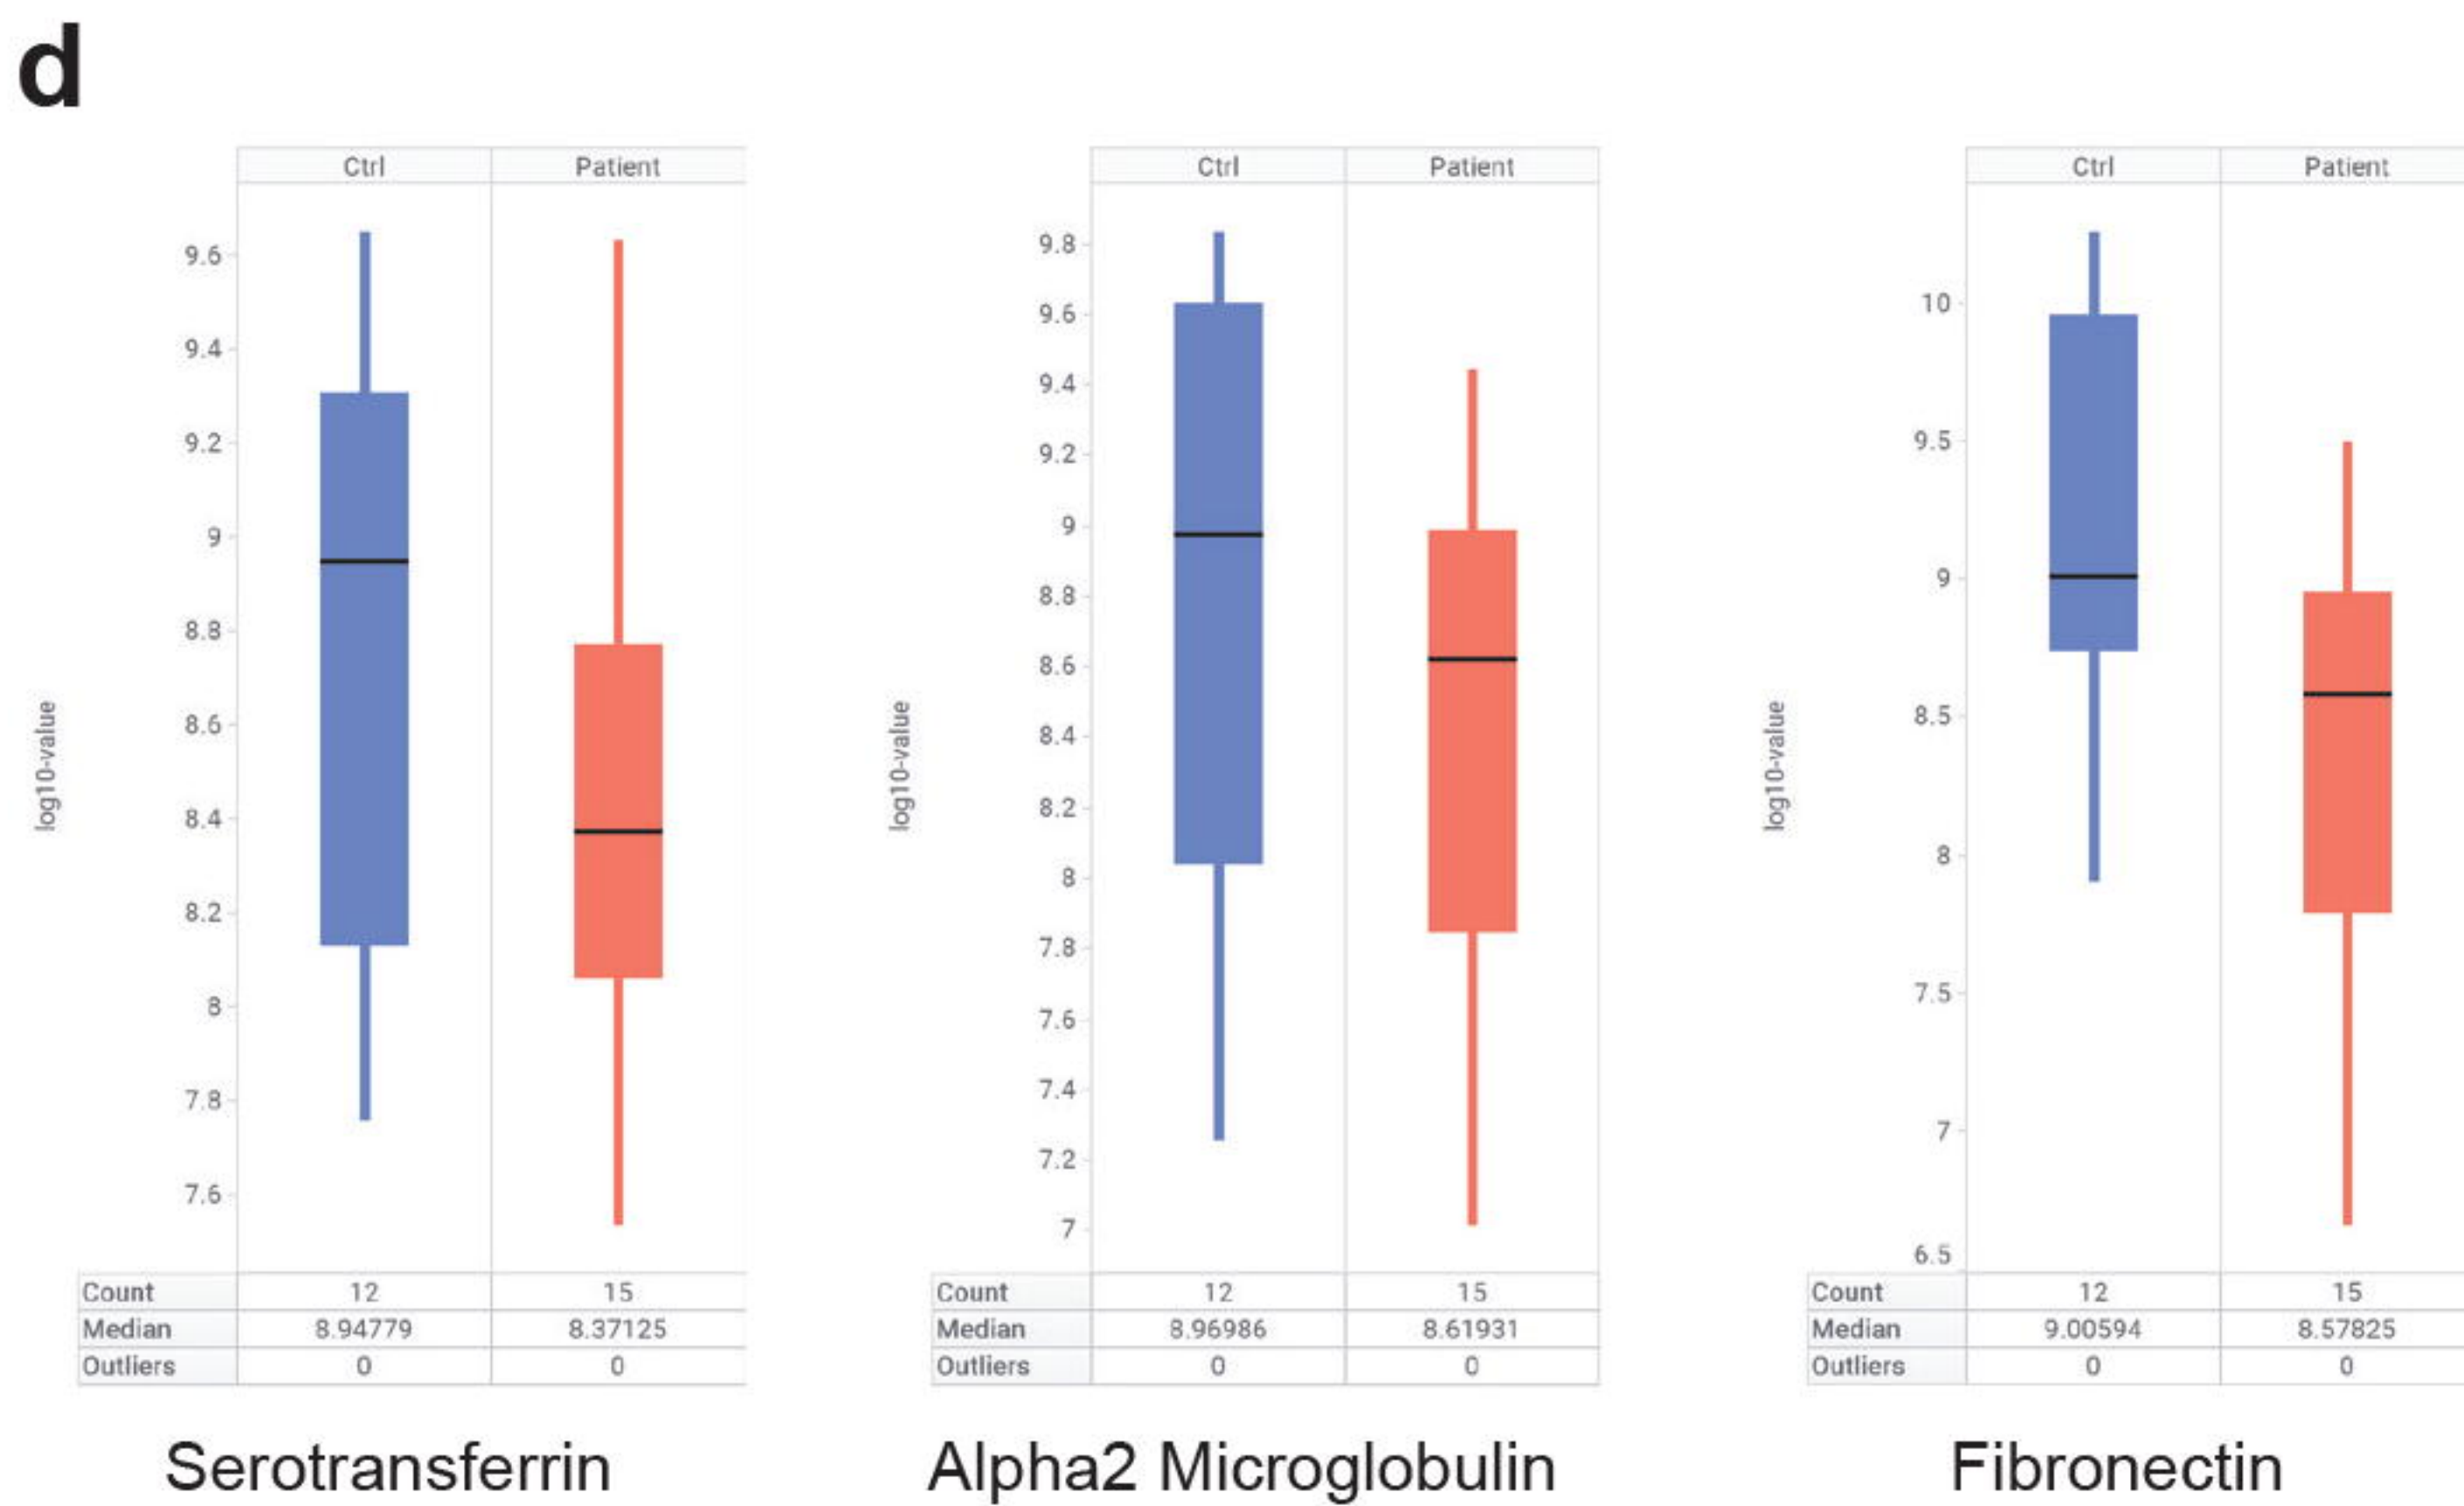 d
Ctrl Patient
9.6
9.4
9.2
9
8.8
8.6
8.4
8.2
8
7.8
7.6
log10-value
Count 12 15
Median 8.94779 8.37125
Outliers 0 0
Serotransferrin
Ctrl Patient
9.8
9.6
9.4
9.2
9
8.8
8.6
8.4
8.2
8
7.8
7.6
7.4
7.2
7
log10-value
Count 12 15
Median 8.96986 8.61931
Outliers 0 0
Alpha2 Microglobulin
Ctrl Patient
10
9.5
9
8.5
8
7.5
7
6.5
log10-value
Count 12 15
Median 9.00594 8.57825
Outliers 0 0
Fibronectin